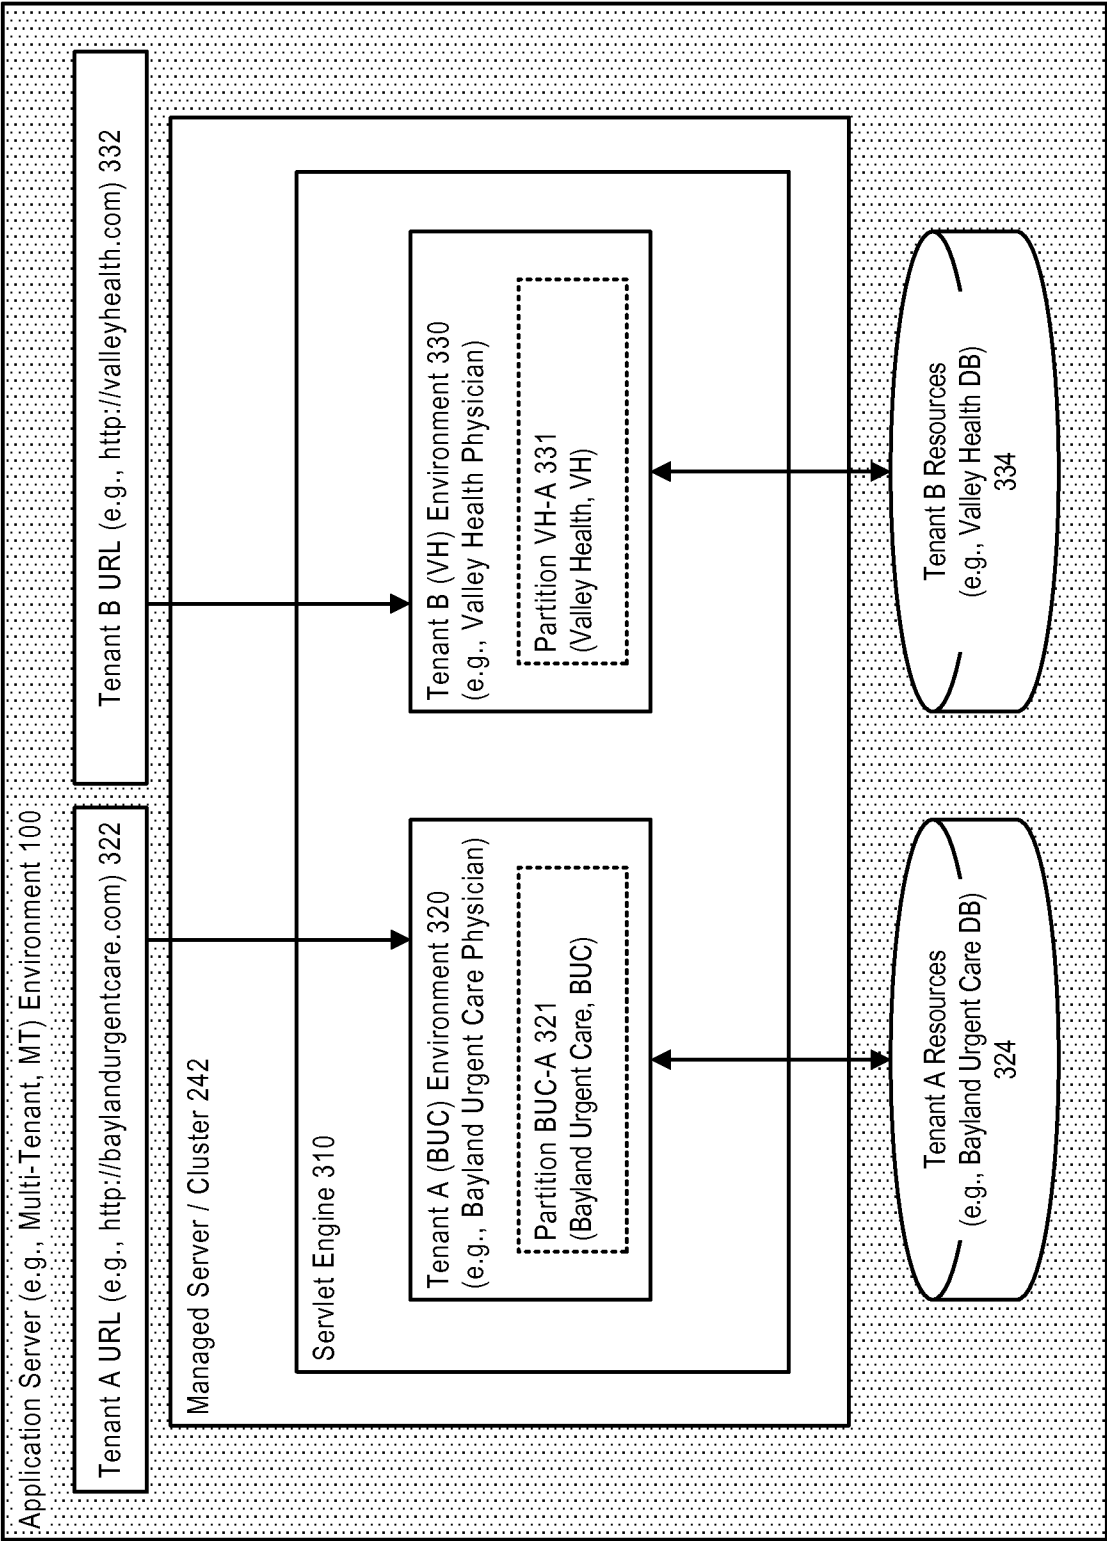 Application Server (e.g., Multi-Tenant, MT) Environment 100
Tenant A URL (e.g., http://baylandurgentcare.com) 322
Tenant B URL (e.g., http://valleyhealth.com) 332
Managed Server / Cluster 242
Servlet Engine 310
Tenant A (BUC) Environment 320
(e.g., Bayland Urgent Care Physician)
Partition BUC-A 321
(Bayland Urgent Care, BUC)
Tenant B (VH) Environment 330
(e.g., Valley Health Physician)
Partition VH-A 331
(Valley Health, VH)
Tenant A Resources
(e.g., Bayland Urgent Care DB)
324
Tenant B Resources
(e.g., Valley Health DB)
334